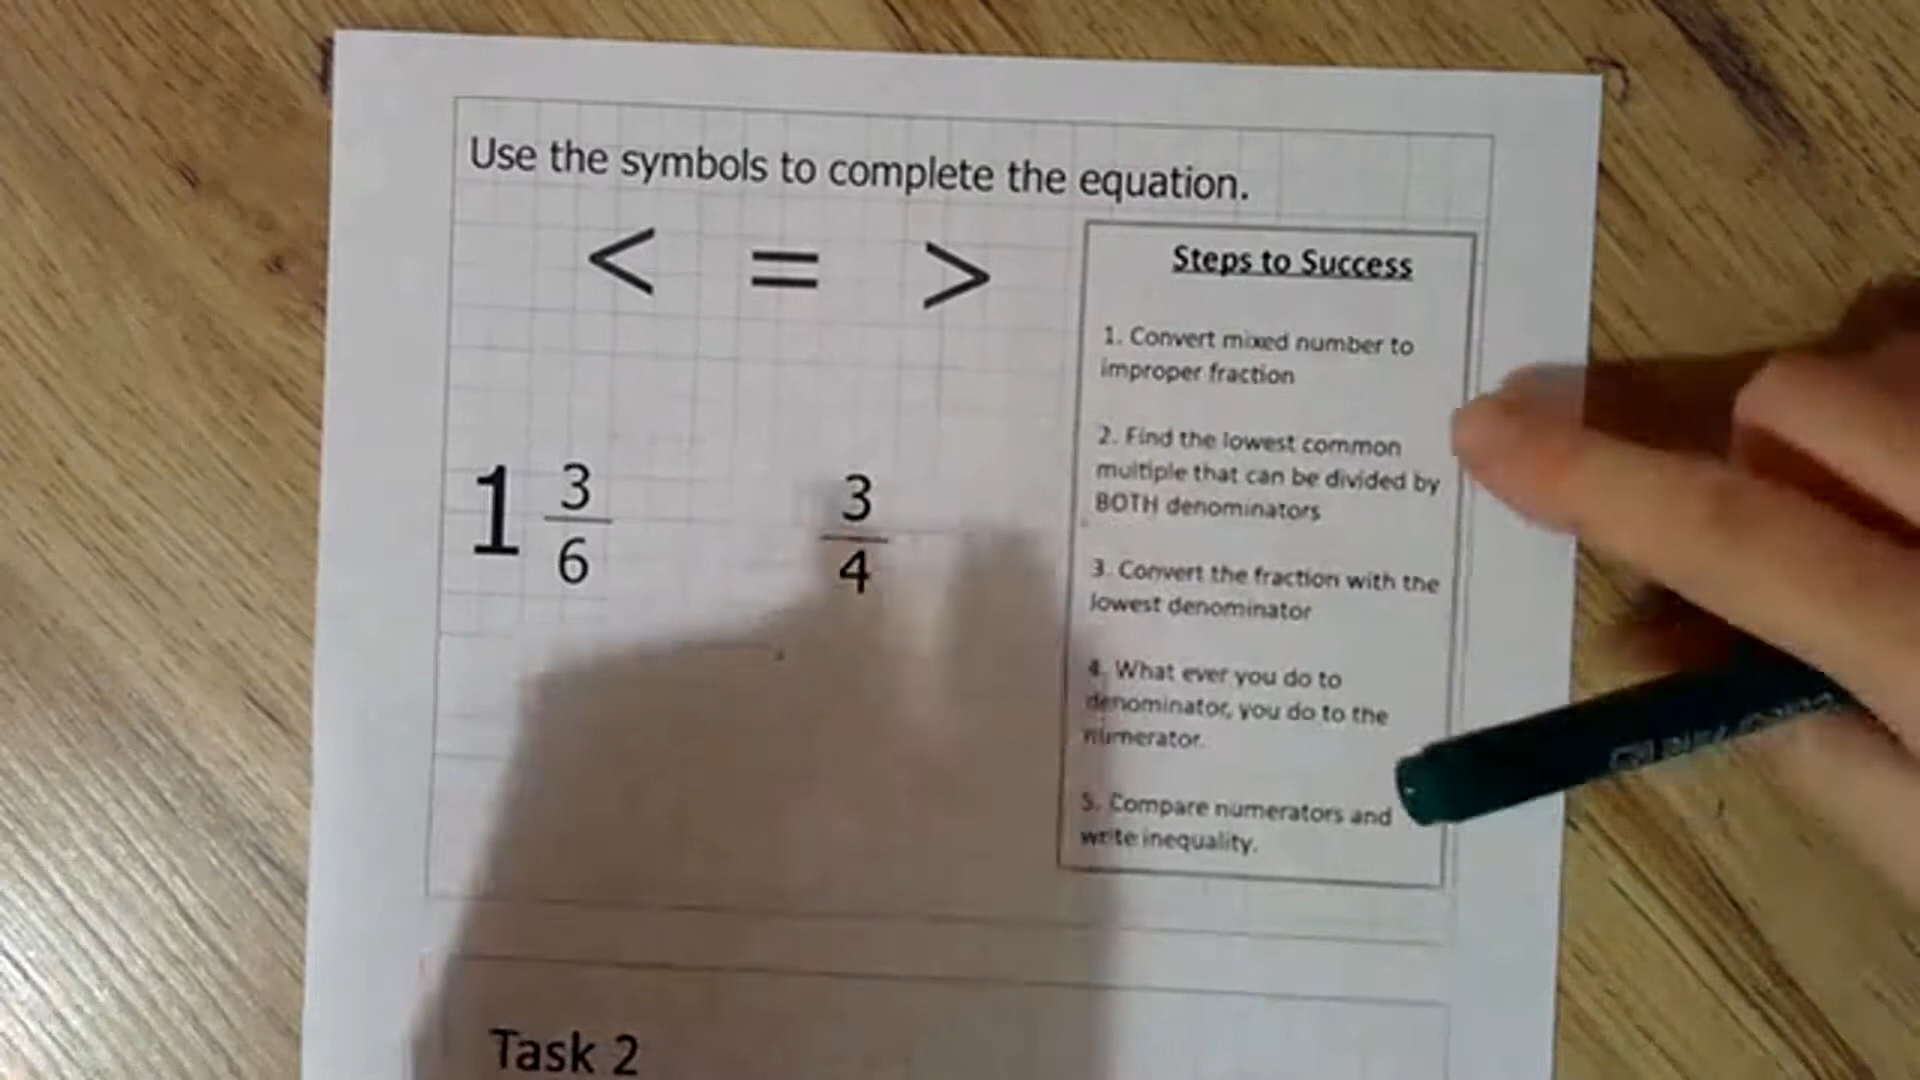 Use the symbols to complete the equation.
< = >
Steps to Success
1. Convert mixed number to
improper fraction
2. Find the lowest common
multiple that can be divided by
BOTH denominators
3. Convert the fraction with the
lowest denominator
4. What ever you do to
denominator, you do to the
numerator.
5. Compare numerators and
write inequality.
1 3/6 3/4
Task 2